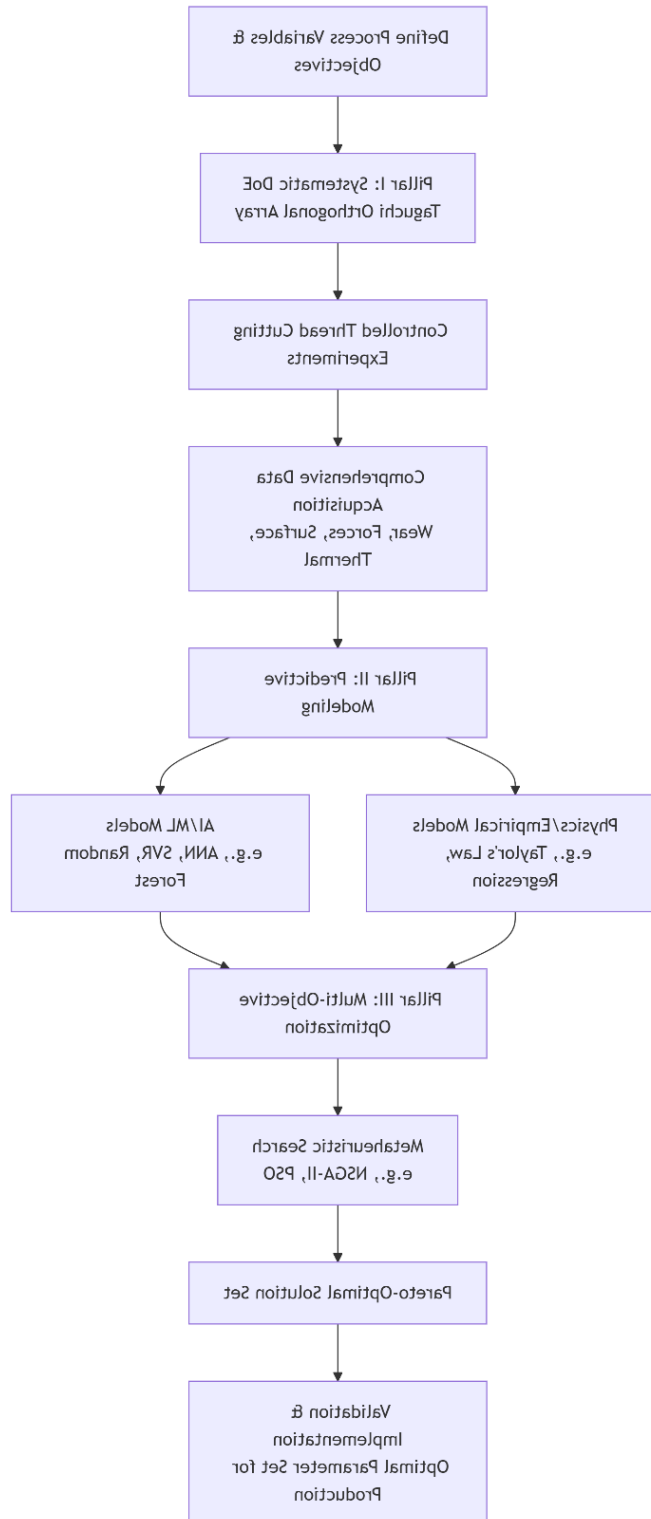 Define Process Variables &
Objectives
Pillar I: Systematic DoE
Taguchi Orthogonal Array
Controlled Thread Cutting
Experiments
Comprehensive Data
Acquisition
Wear, Forces, Surface,
Thermal
Pillar II: Predictive
Modeling
AI/ML Models
e.g., ANN, SVR, Random
Forest
Physics/Empirical Models
e.g., Taylor's Law,
Regression
Pillar III: Multi-Objective
Optimization
Metaheuristic Search
e.g., NSGA-II, PSO
Pareto-Optimal Solution Set
Validation &
Implementation
Optimal Parameter Set for
Production